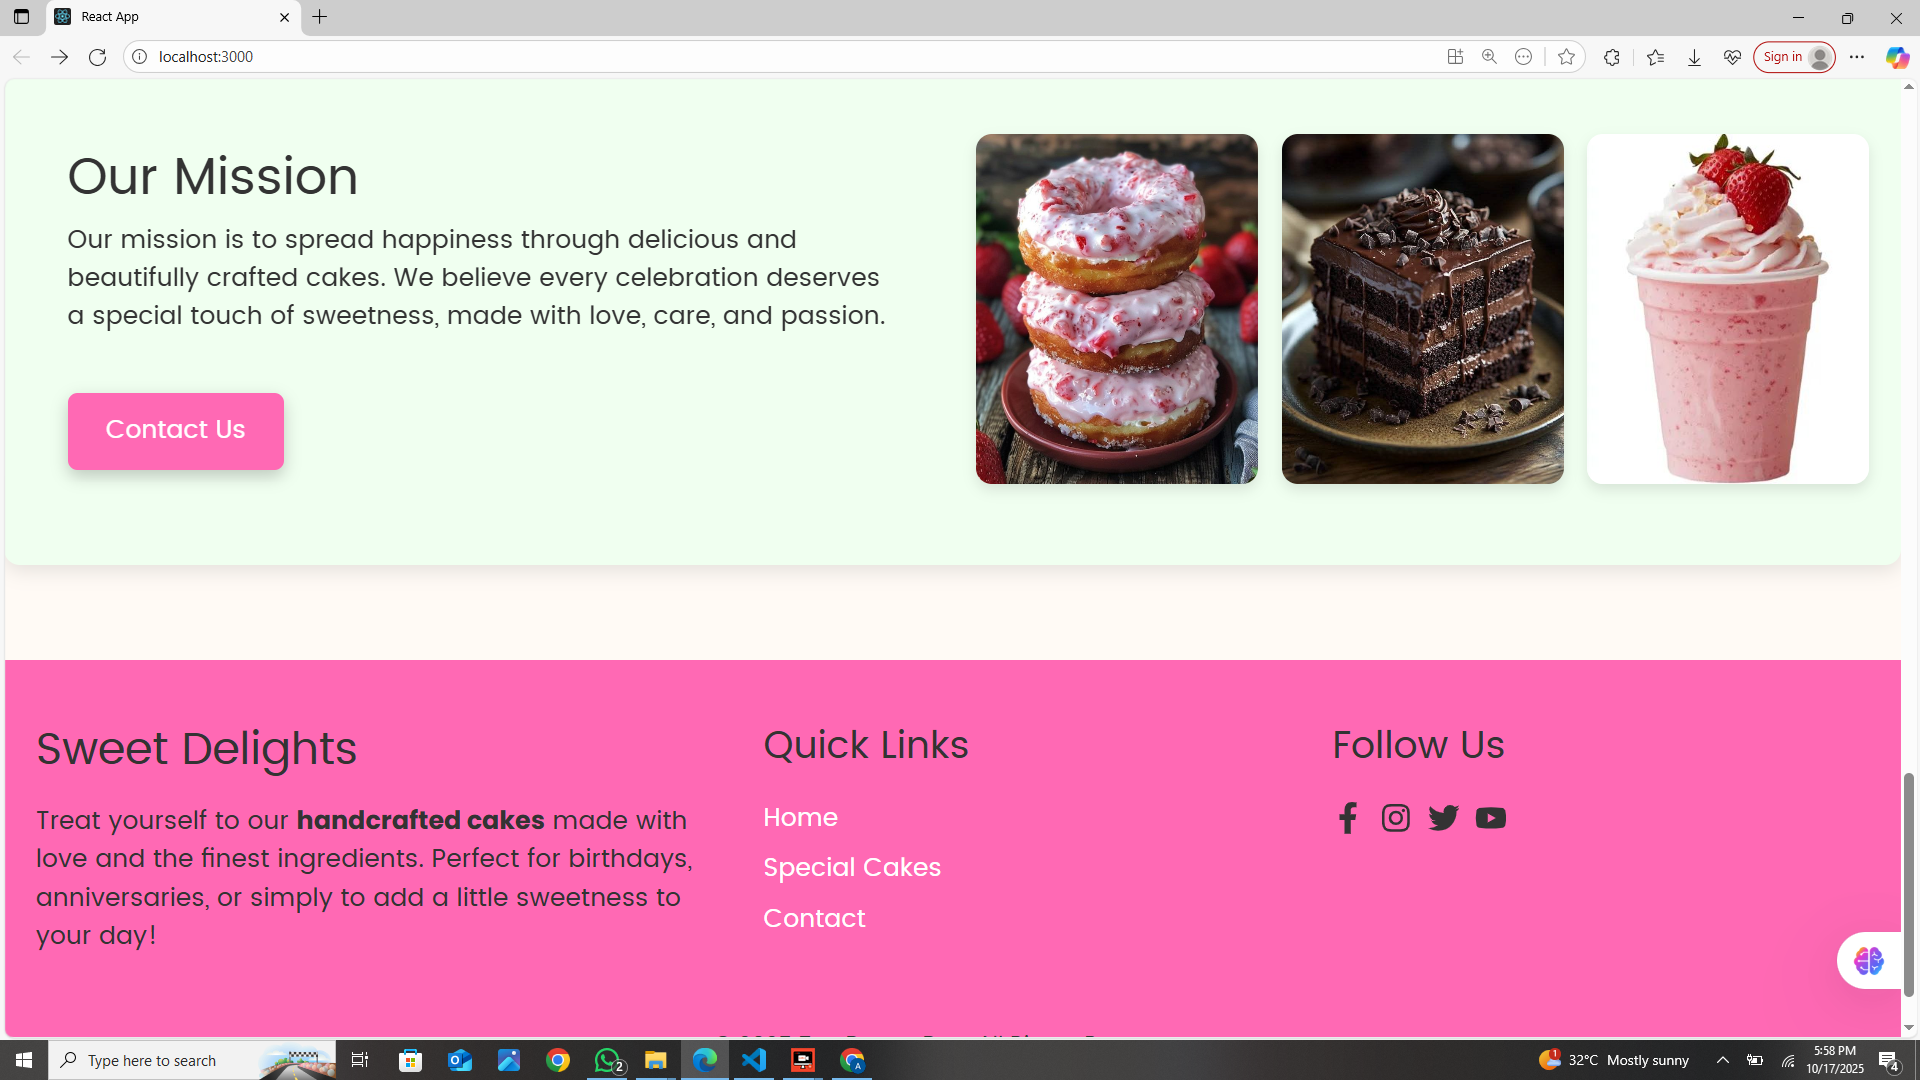 React App
localhost:3000
Sign in
Our Mission
Our mission is to spread happiness through delicious and
beautifully crafted cakes. We believe every celebration deserves
a special touch of sweetness, made with love, care, and passion.
Contact Us
Sweet Delights
Treat yourself to our handcrafted cakes made with
love and the finest ingredients. Perfect for birthdays,
anniversaries, or simply to add a little sweetness to
your day!
Quick Links
Home
Special Cakes
Contact
Follow Us
Type here to search
2
A
1
32°C Mostly sunny
5:58 PM
10/17/2025
4